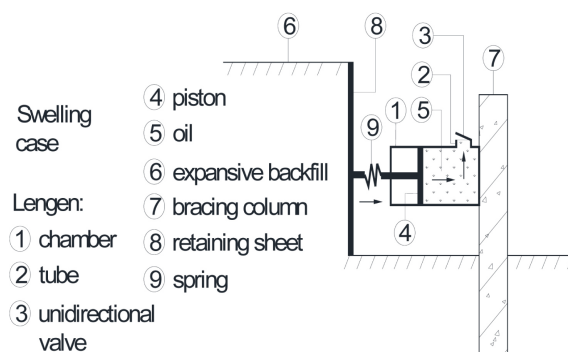 6 8 3 7
2
1 5
9
4
Swelling
case
4 piston
5 oil
6 expansive backfill
7 bracing column
8 retaining sheet
9 spring
Lengen:
1 chamber
2 tube
3 unidirectional
valve